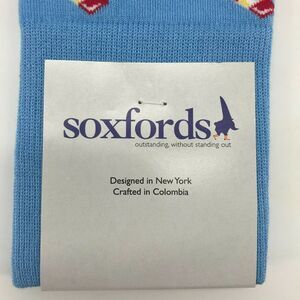 soxfords
outstanding, without standing out
Designed in New York
Crafted in Colombia